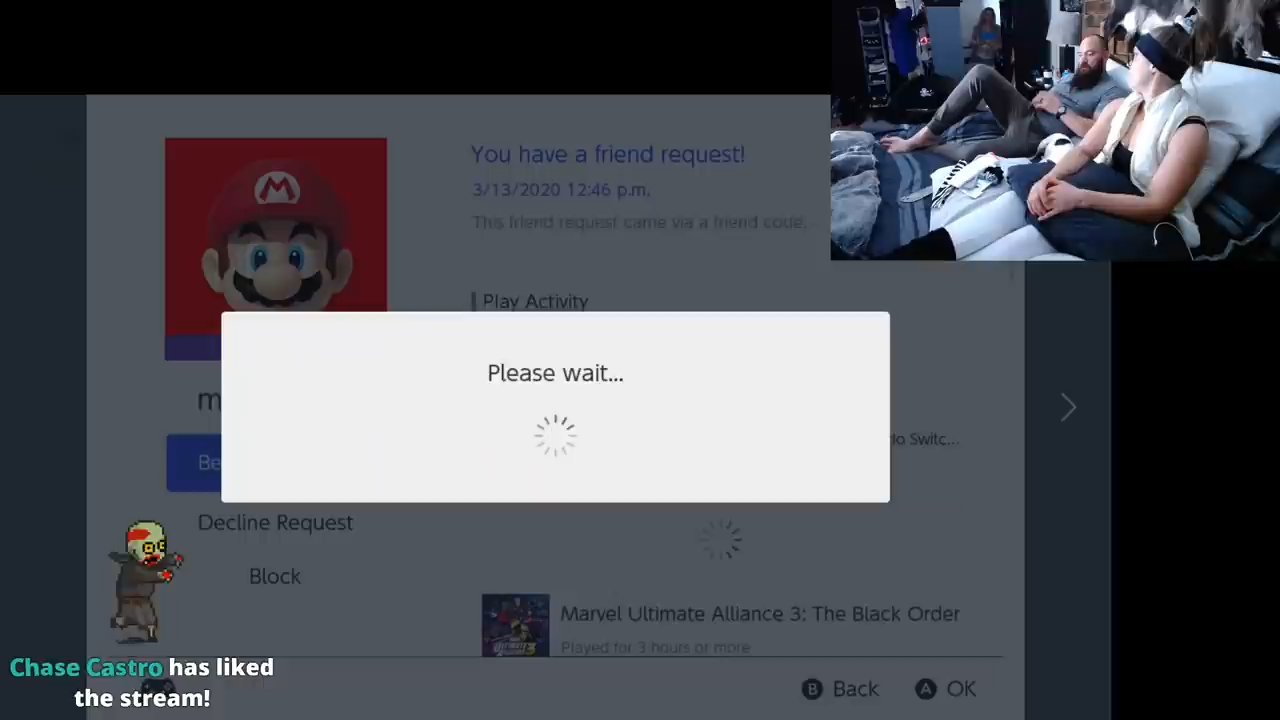 You have a friend request!
3/13/2020 12:46 p.m.
This friend request came via a friend code.
Play Activity
Please wait...
m
Be
Switc...
Decline Request
Block
Marvel Ultimate Alliance 3: The Black Order
Played for 3 hours or more
Chase Castro has liked
the stream!
B Back
A OK